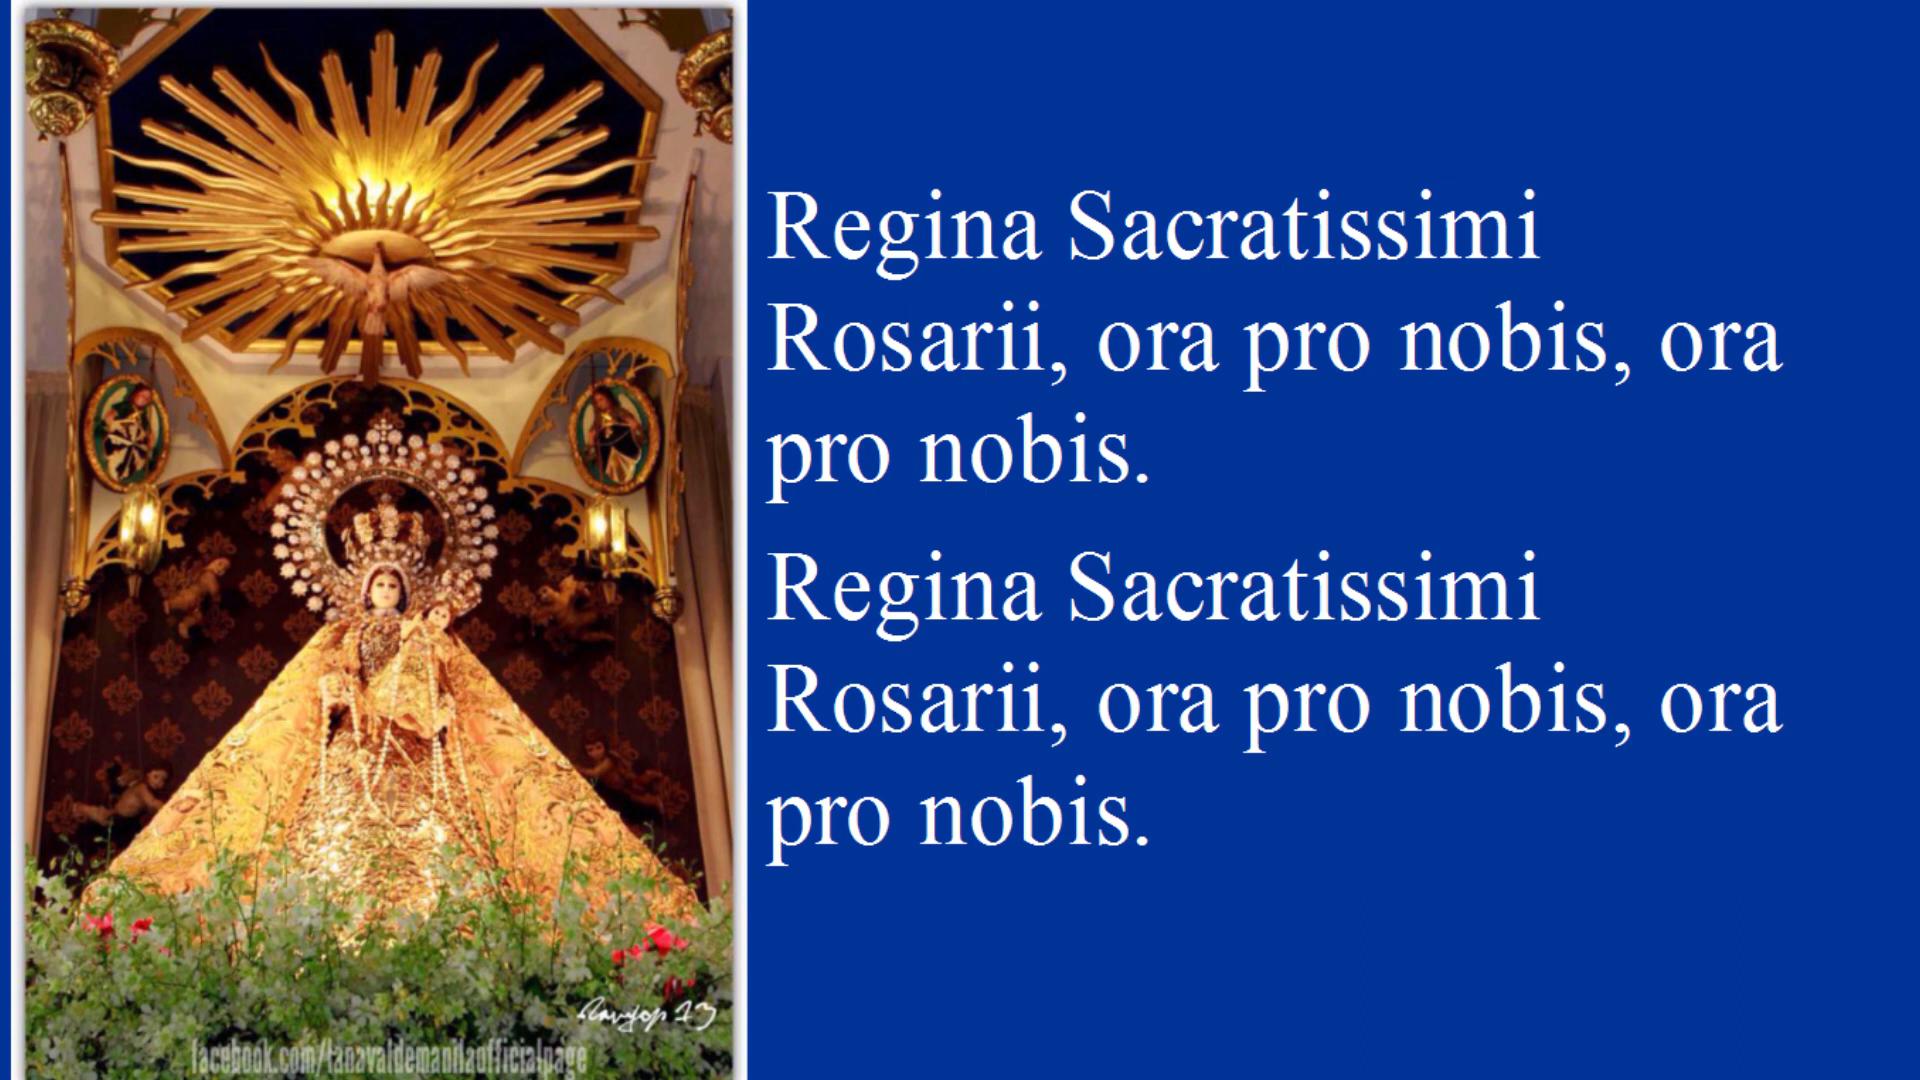 Regina Sacratissimi
Rosarii, ora pro nobis, ora
pro nobis.
Regina Sacratissimi
Rosarii, ora pro nobis, ora
pro nobis.
facebook.com/lanavaldemanilaofficialpage